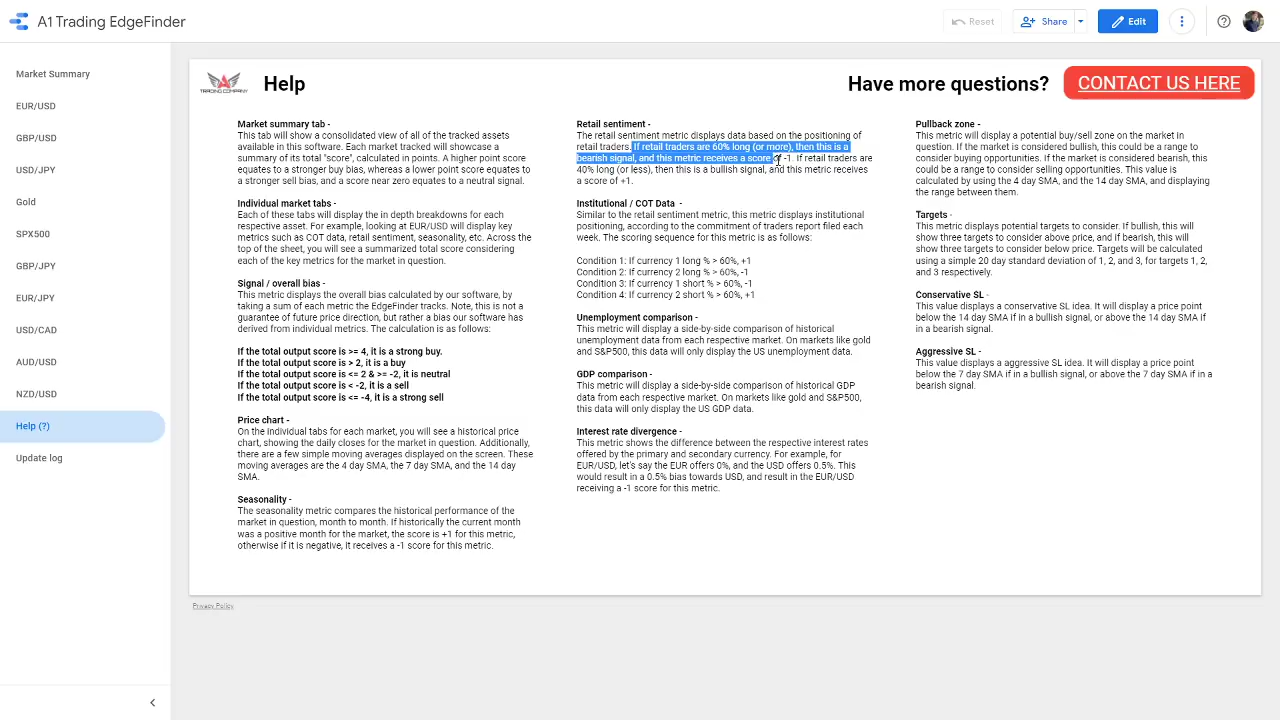 A1 Trading EdgeFinder
Reset
Share
Edit
Market Summary
EUR/USD
GBP/USD
USD/JPY
Gold
SPX500
GBP/JPY
EUR/JPY
USD/CAD
AUD/USD
NZD/USD
Help (?)
Update log
TRADING COMPANY
Help
Have more questions?
CONTACT US HERE
Market summary tab -
This tab will show a consolidated view of all of the tracked assets
available in this software. Each market tracked will showcase a
summary of its total "score", calculated in points. A higher point score
equates to a stronger buy bias, whereas a lower point score equates to
a stronger sell bias, and a score near zero equates to a neutral signal.
Individual market tabs -
Each of these tabs will display the in depth breakdowns for each
respective asset. For example, looking at EUR/USD will display key
metrics such as COT data, retail sentiment, seasonality, etc. Across the
top of the sheet, you will see a summarized total score considering
each of the key metrics for the market in question.
Signal / overall bias -
This metric displays the overall bias calculated by our software, by
taking a sum of each metric the EdgeFinder tracks. Note, this is not a
guarantee of future price direction, but rather a bias our software has
derived from individual metrics. The calculation is as follows:
If the total output score is >= 4, it is a strong buy.
If the total output score is > 2, it is a buy
If the total output score is <= 2 & >= -2, it is neutral
If the total output score is < -2, it is a sell
If the total output score is <= -4, it is a strong sell
Price chart -
On the individual tabs for each market, you will see a historical price
chart, showing the daily closes for the market in question. Additionally,
there are a few simple moving averages displayed on the screen. These
moving averages are the 4 day SMA, the 7 day SMA, and the 14 day
SMA.
Seasonality -
The seasonality metric compares the historical performance of the
market in question, month to month. If historically the current month
was a positive month for the market, the score is +1 for this metric,
otherwise if it is negative, it receives a -1 score for this metric.
Retail sentiment -
The retail sentiment metric displays data based on the positioning of
retail traders. If retail traders are 60% long (or more), then this is a
bearish signal, and this metric receives a score of -1. If retail traders are
40% long (or less), then this is a bullish signal, and this metric receives
a score of +1.
Institutional / COT Data -
Similar to the retail sentiment metric, this metric displays institutional
positioning, according to the commitment of traders report filed each
week. The scoring sequence for this metric is as follows:
Condition 1: If currency 1 long % > 60%, +1
Condition 2: If currency 2 long % > 60%, -1
Condition 3: If currency 1 short % > 60%, -1
Condition 4: If currency 2 short % > 60%, +1
Unemployment comparison -
This metric will display a side-by-side comparison of historical
unemployment data from each respective market. On markets like gold
and S&P500, this data will only display the US unemployment data.
GDP comparison -
This metric will display a side-by-side comparison of historical GDP
data from each respective market. On markets like gold and S&P500,
this data will only display the US GDP data.
Interest rate divergence -
This metric shows the difference between the respective interest rates
offered by the primary and secondary currency. For example, for
EUR/USD, let's say the EUR offers 0%, and the USD offers 0.5%. This
would result in a 0.5% bias towards USD, and result in the EUR/USD
receiving a -1 score for this metric.
Pullback zone -
This metric will display a potential buy/sell zone on the market in
question. If the market is considered bullish, this could be a range to
consider buying opportunities. If the market is considered bearish, this
could be a range to consider selling opportunities. This value is
calculated by using the 4 day SMA, and the 14 day SMA, and displaying
the range between them.
Targets -
This metric displays potential targets to consider. If bullish, this will
show three targets to consider above price, and if bearish, this will
show three targets to consider below price. Targets will be calculated
using a simple 20 day standard deviation of 1, 2, and 3, for targets 1, 2,
and 3 respectively.
Conservative SL -
This value displays a conservative SL idea. It will display a price point
below the 14 day SMA if in a bullish signal, or above the 14 day SMA if
in a bearish signal.
Aggressive SL -
This value displays a aggressive SL idea. It will display a price point
below the 7 day SMA if in a bullish signal, or above the 7 day SMA if in a
bearish signal.
Privacy Policy